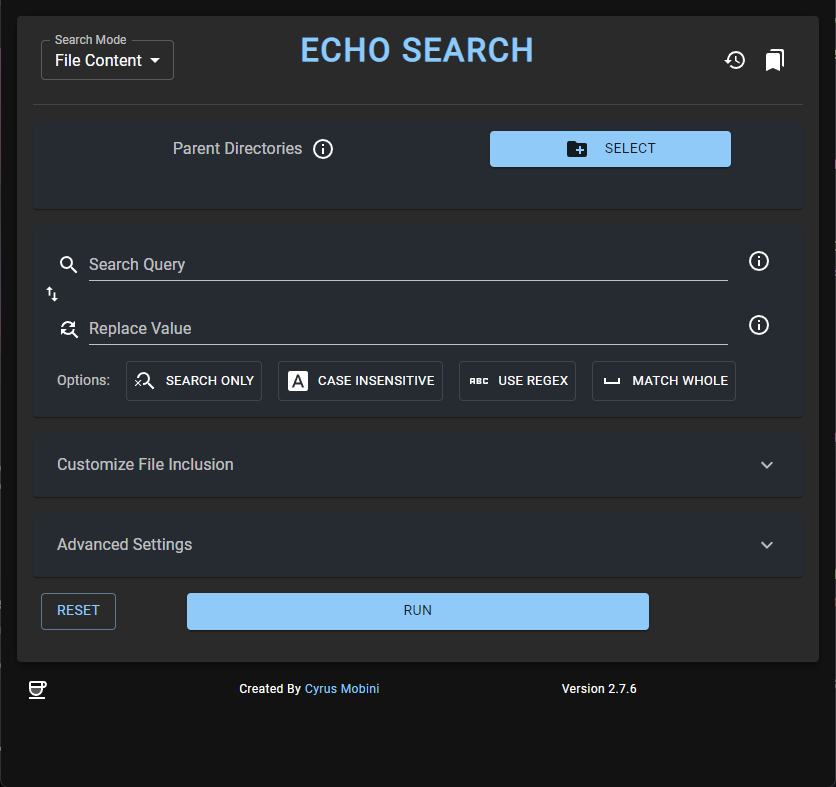 Search Mode
File Content
ECHO SEARCH
Parent Directories
SELECT
Search Query
Replace Value
Options: SEARCH ONLY A CASE INSENSITIVE ABC USE REGEX MATCH WHOLE
Customize File Inclusion
Advanced Settings
RESET RUN
Created By Cyrus Mobini Version 2.7.6